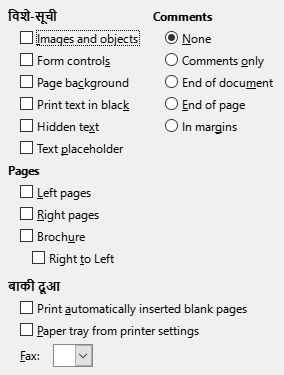 विशे-सूची
Images and objects
Form controls
Page background
Print text in black
Hidden text
Text placeholder
Comments
None
Comments only
End of document
End of page
In margins
Pages
Left pages
Right pages
Brochure
Right to Left
बाकी दूआ
Print automatically inserted blank pages
Paper tray from printer settings
Fax: